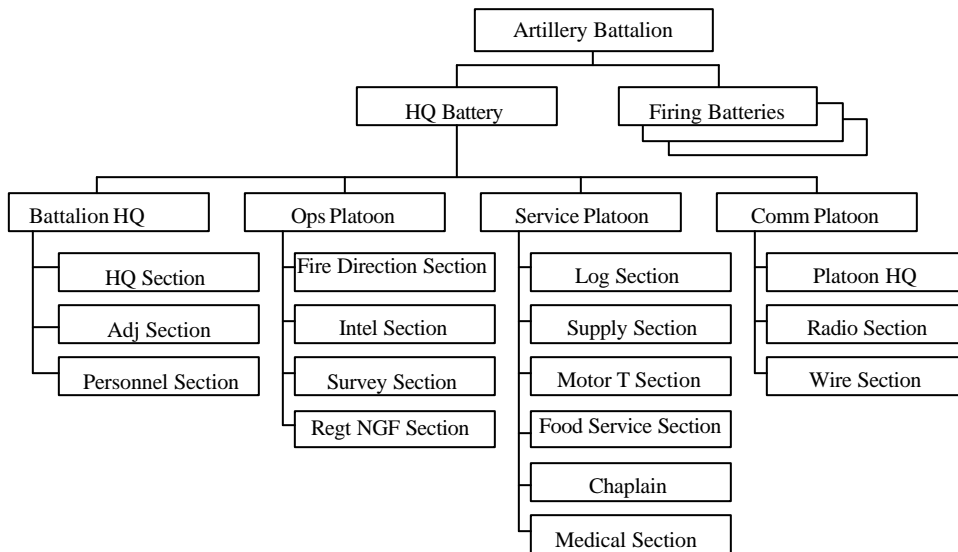 Artillery Battalion
HQ Battery
Firing Batteries
Battalion HQ
Ops Platoon
Service Platoon
Comm Platoon
HQ Section
Adj Section
Personnel Section
Fire Direction Section
Intel Section
Survey Section
Regt NGF Section
Log Section
Supply Section
Motor T Section
Food Service Section
Chaplain
Medical Section
Platoon HQ
Radio Section
Wire Section